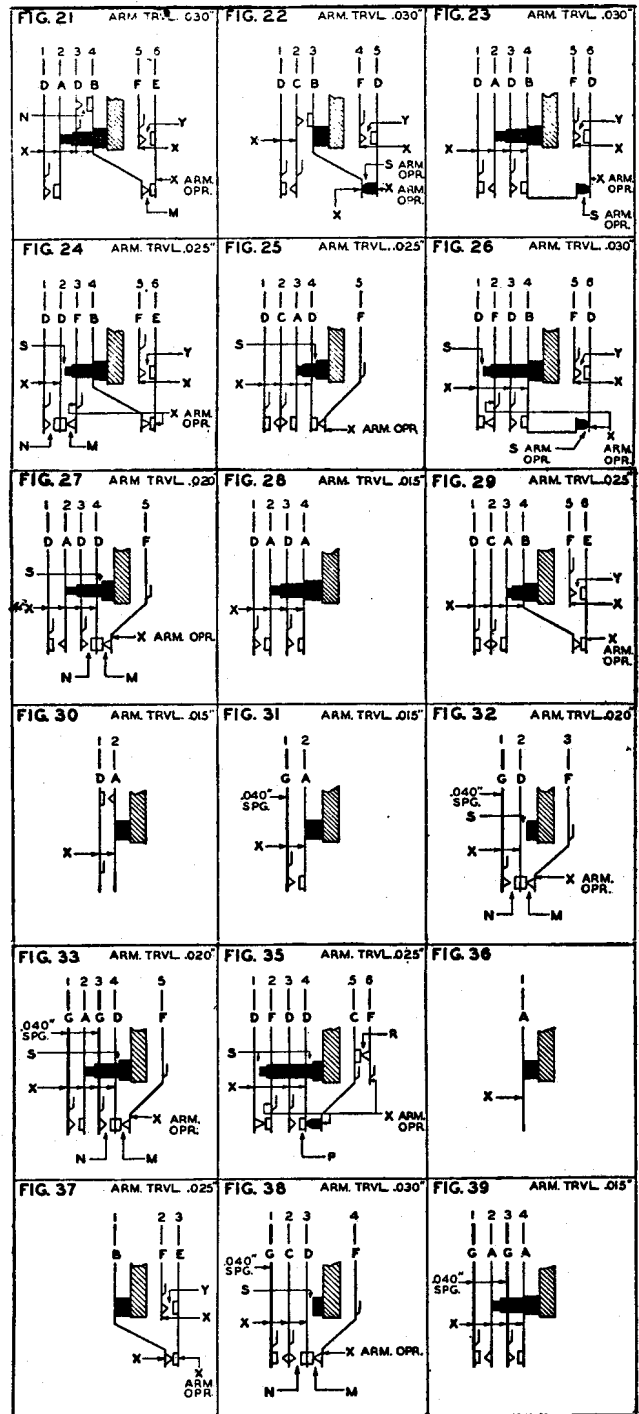 FIG. 21 ARM. TRVL. .030"
1 2 3 4 5 6
D A D B F E
N
Y
X X
X ARM. OPR.
M
FIG. 22 ARM. TRVL. .030"
1 2 3 4 5
D C B F D
Y
X
S ARM. OPR.
X ARM. OPR.
X
FIG. 23 ARM. TRVL. .030"
1 2 3 4 5 6
D A D B F D
Y
X X
X ARM. OPR.
S ARM. OPR.
FIG. 24 ARM. TRVL. .025"
1 2 3 4 5 6
D D F B F E
S Y
X X
X ARM. OPR.
N M
FIG. 25 ARM. TRVL. .025"
1 2 3 4 5
D C A D F
S
X
X ARM. OPR.
FIG. 26 ARM. TRVL. .030"
1 2 3 4 5 6
D F D B F D
S Y
X X
S ARM. OPR.
X ARM. OPR.
FIG. 27 ARM TRVL. .020"
1 2 3 4 5
D A D D F
S
X
X ARM. OPR.
N M
FIG. 28 ARM. TRVL. .015"
1 2 3 4
D A D A
X
FIG. 29 ARM. TRVL. .025"
1 2 3 4 5 6
D C A B F E
Y
X X
X ARM. OPR.
FIG. 30 ARM. TRVL. .015"
1 2
D A
X
FIG. 31 ARM. TRVL. .015"
1 2
G A
.040" SPG.
X
FIG. 32 ARM. TRVL. .020"
1 2 3
G D F
.040" SPG.
S
X
X ARM. OPR.
N M
FIG. 33 ARM. TRVL. .020"
1 2 3 4 5
G A G D F
.040" SPG.
S
X
X ARM. OPR.
N M
FIG. 35 ARM. TRVL. .025"
1 2 3 4 5 6
D F D D C F
R
S
X
X ARM. OPR.
P
FIG. 36
1
A
X
FIG. 37 ARM. TRVL. .025"
1 2 3
B F E
Y
X
X
X ARM. OPR.
FIG. 38 ARM. TRVL. .030"
1 2 3 4
G C D F
.040" SPG.
S
X
X ARM. OPR.
N M
FIG. 39 ARM. TRVL. .015"
1 2 3 4
G A G A
.040" SPG.
X